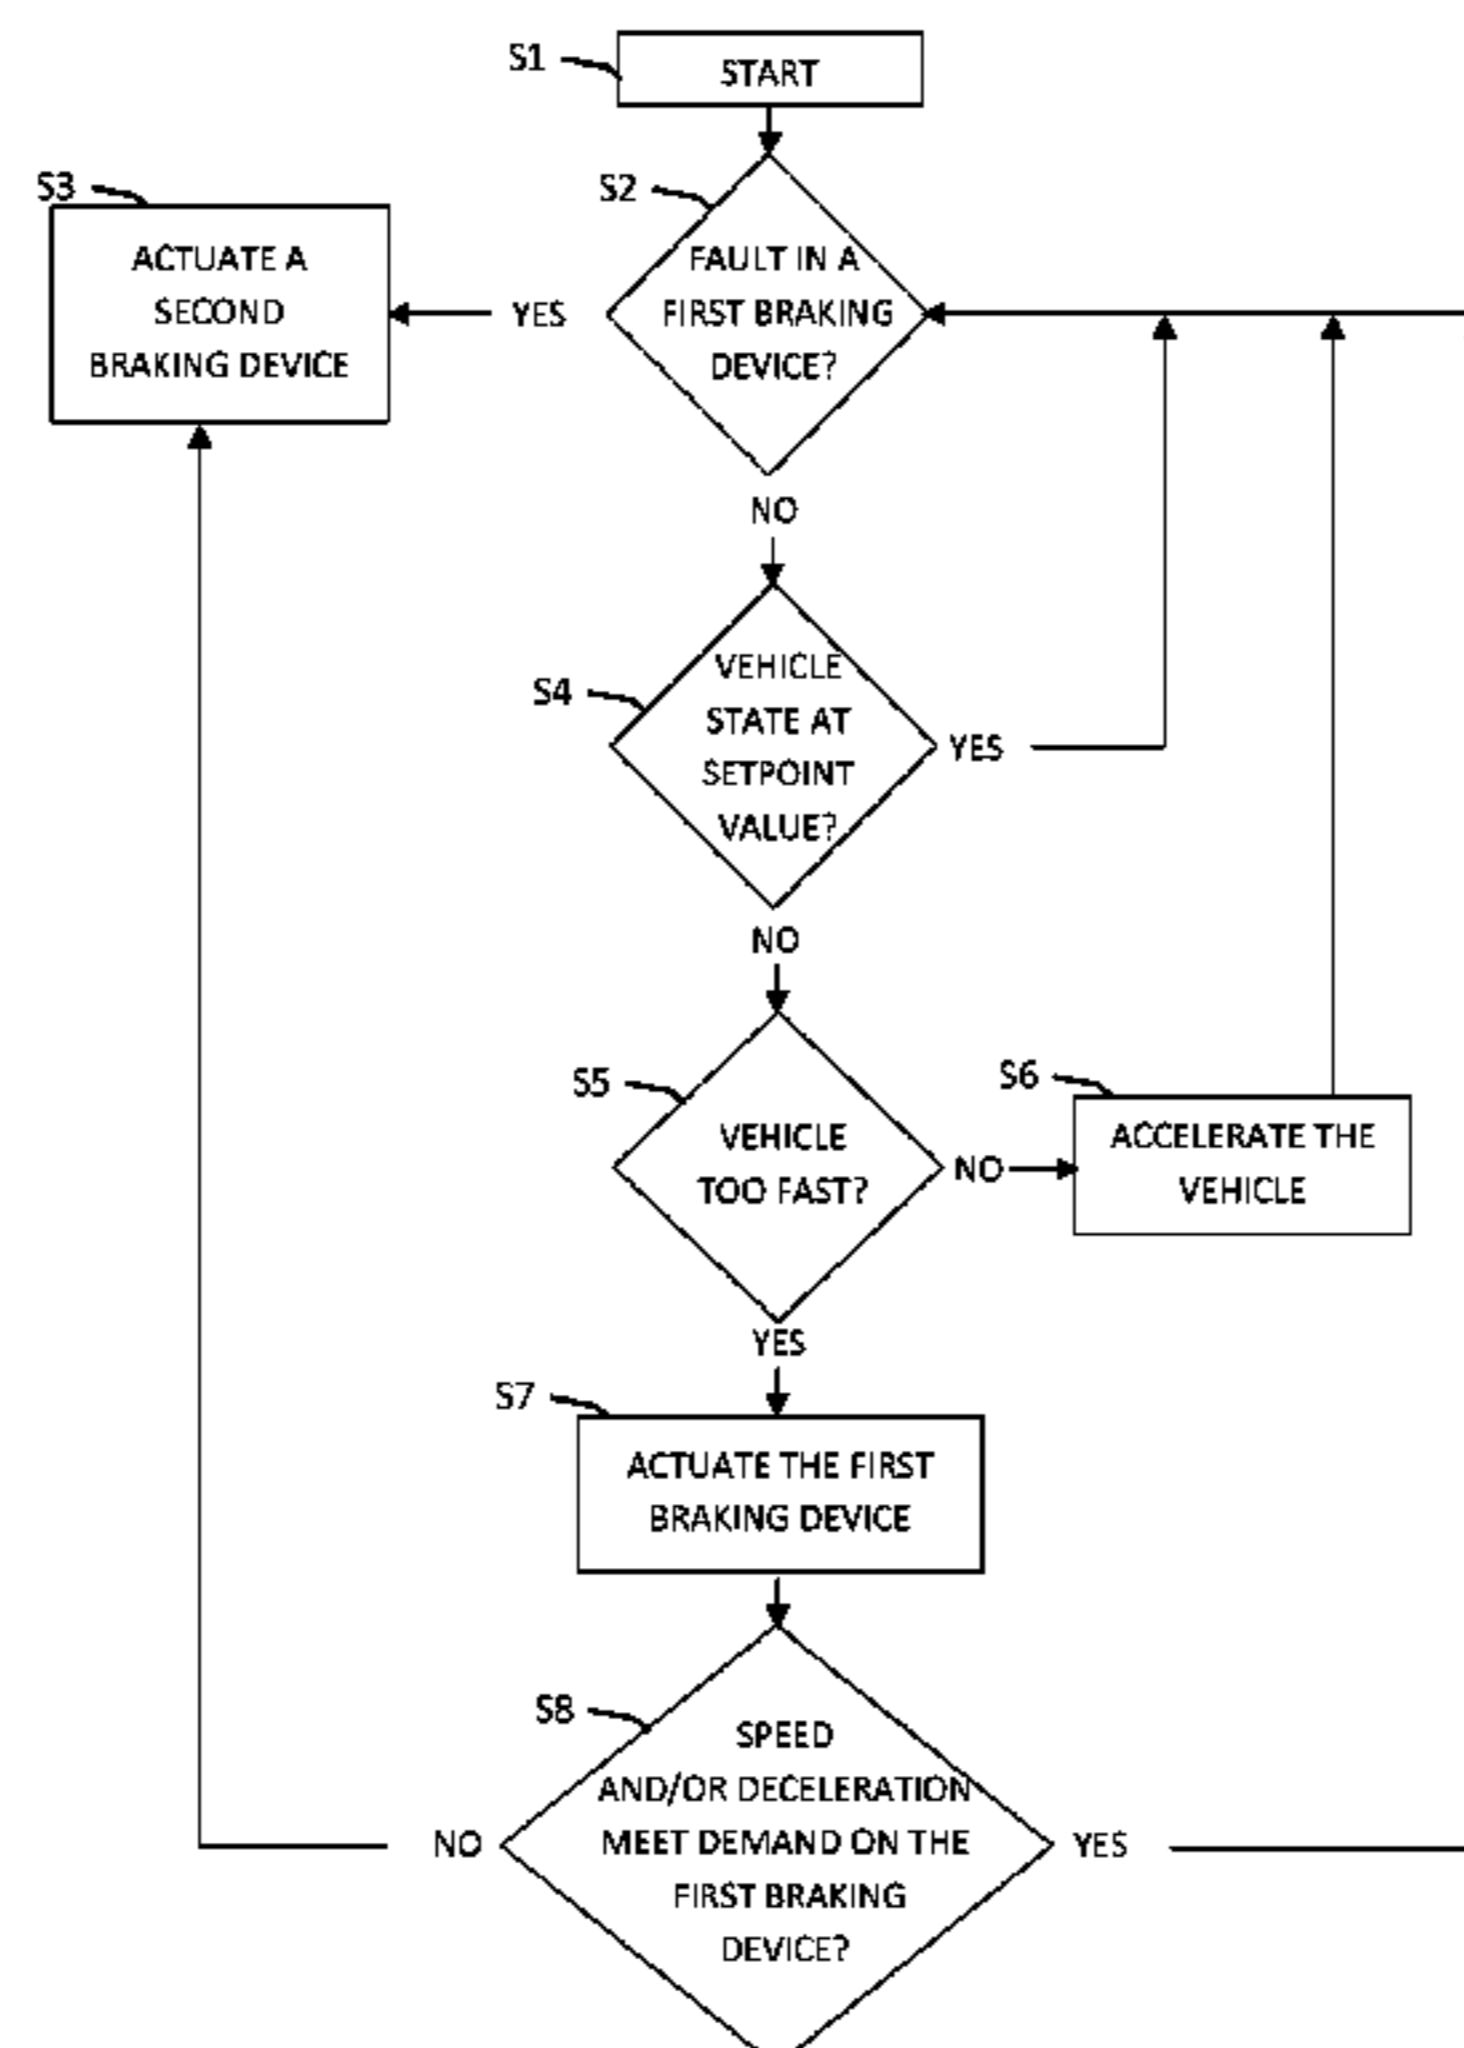 S1
START
S2
FAULT IN A
FIRST BRAKING
DEVICE?
YES
S3
ACTUATE A
SECOND
BRAKING DEVICE
NO
S4
VEHICLE
STATE AT
SETPOINT
VALUE?
YES
NO
S5
VEHICLE
TOO FAST?
NO
S6
ACCELERATE THE
VEHICLE
YES
S7
ACTUATE THE FIRST
BRAKING DEVICE
S8
SPEED
AND/OR DECELERATION
MEET DEMAND ON THE
FIRST BRAKING
DEVICE?
NO
YES